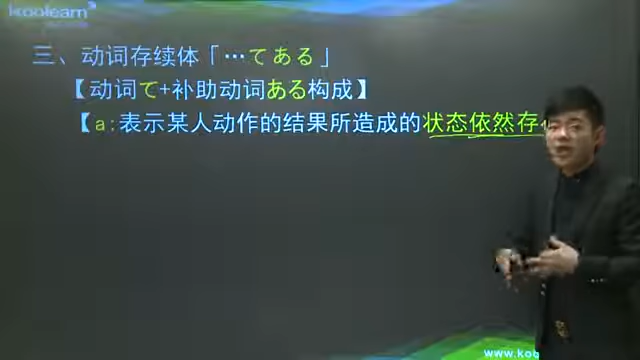 koolearn
三、动词存续体「…てある」
【动词て+补助动词ある构成】
【a:表示某人动作的结果所造成的状态依然存
www.koo